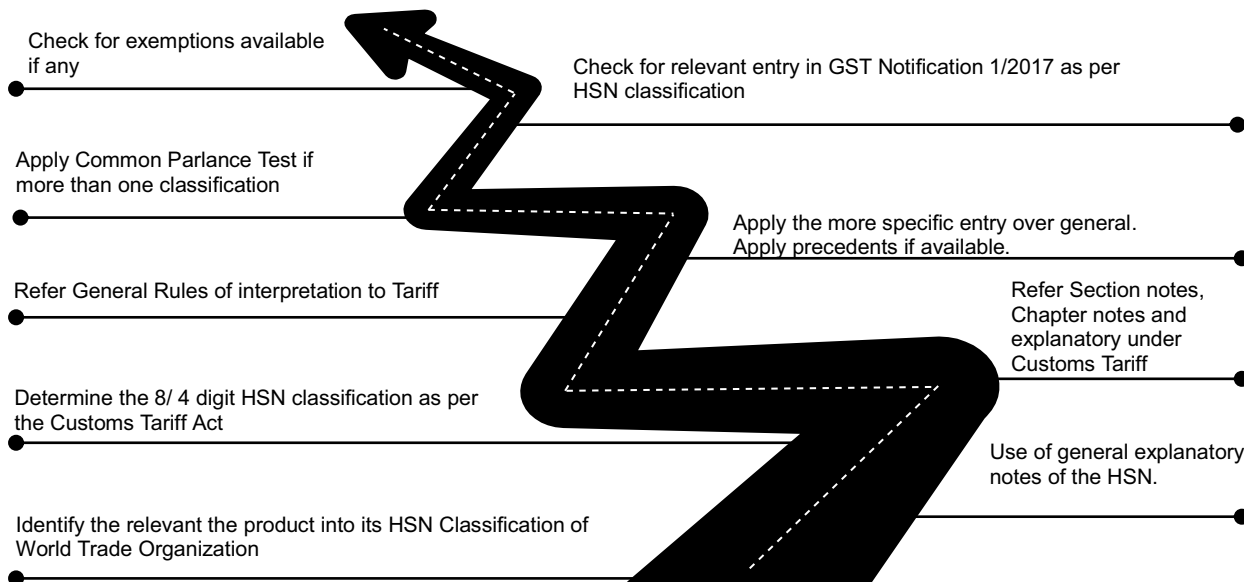 Check for exemptions available
if any
Check for relevant entry in GST Notification 1/2017 as per
HSN classification
Apply Common Parlance Test if
more than one classification
Apply the more specific entry over general.
Apply precedents if available.
Refer General Rules of interpretation to Tariff
Refer Section notes,
Chapter notes and
explanatory under
Customs Tariff
Determine the 8/ 4 digit HSN classification as per
the Customs Tariff Act
Use of general explanatory
notes of the HSN.
Identify the relevant the product into its HSN Classification of
World Trade Organization